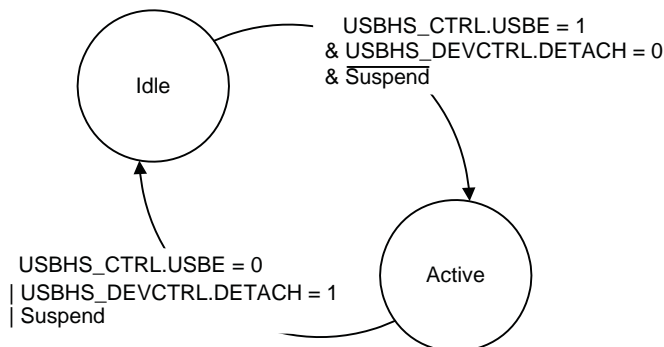 Idle
USBHS_CTRL.USBE = 1
& USBHS_DEVCTRL.DETACH = 0
& Suspend
USBHS_CTRL.USBE = 0
| USBHS_DEVCTRL.DETACH = 1
| Suspend
Active